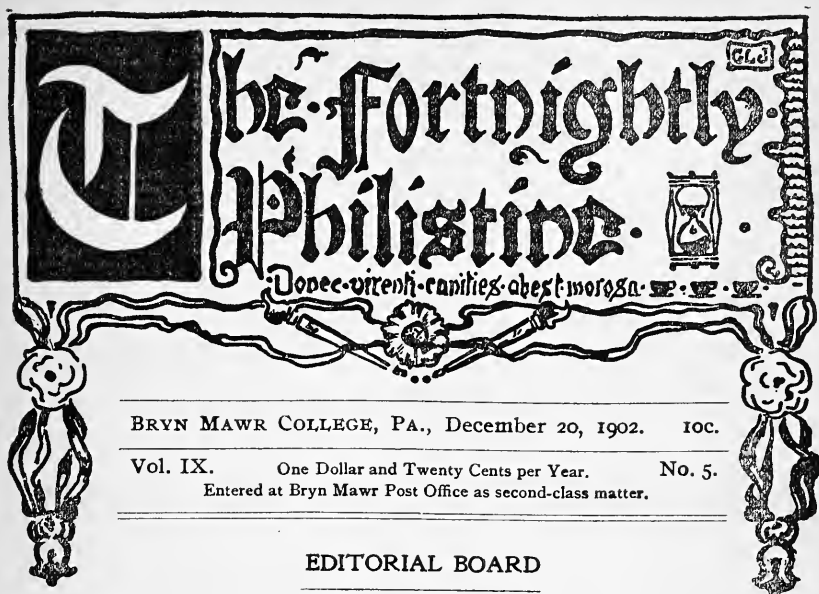 The·Fortnightly·
Philistine·
GLJ
Donec·virenti·canities·abest·morosa·
BRYN MAWR COLLEGE, PA., December 20, 1902. 10C.
Vol. IX. One Dollar and Twenty Cents per Year. No. 5.
Entered at Bryn Mawr Post Office as second-class matter.
EDITORIAL BOARD